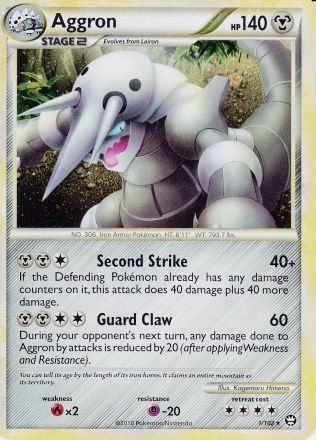 Aggron
HP 140
STAGE 2 Evolves from Lairon
NO. 306 Iron Armor Pokémon HT: 6'11" WT: 793.7 lbs.
Second Strike 40+
If the Defending Pokémon already has any damage
counters on it, this attack does 40 damage plus 40 more
damage.
Guard Claw 60
During your opponent's next turn, any damage done to
Aggron by attacks is reduced by 20 (after applying Weakness
and Resistance).
You can tell its age by the length of its iron horns. It claims an entire mountain as
its territory.
Illus. Kagemaru Himeno
weakness resistance retreat cost
×2 -20
©2010 Pokémon/Nintendo 1/102 ★